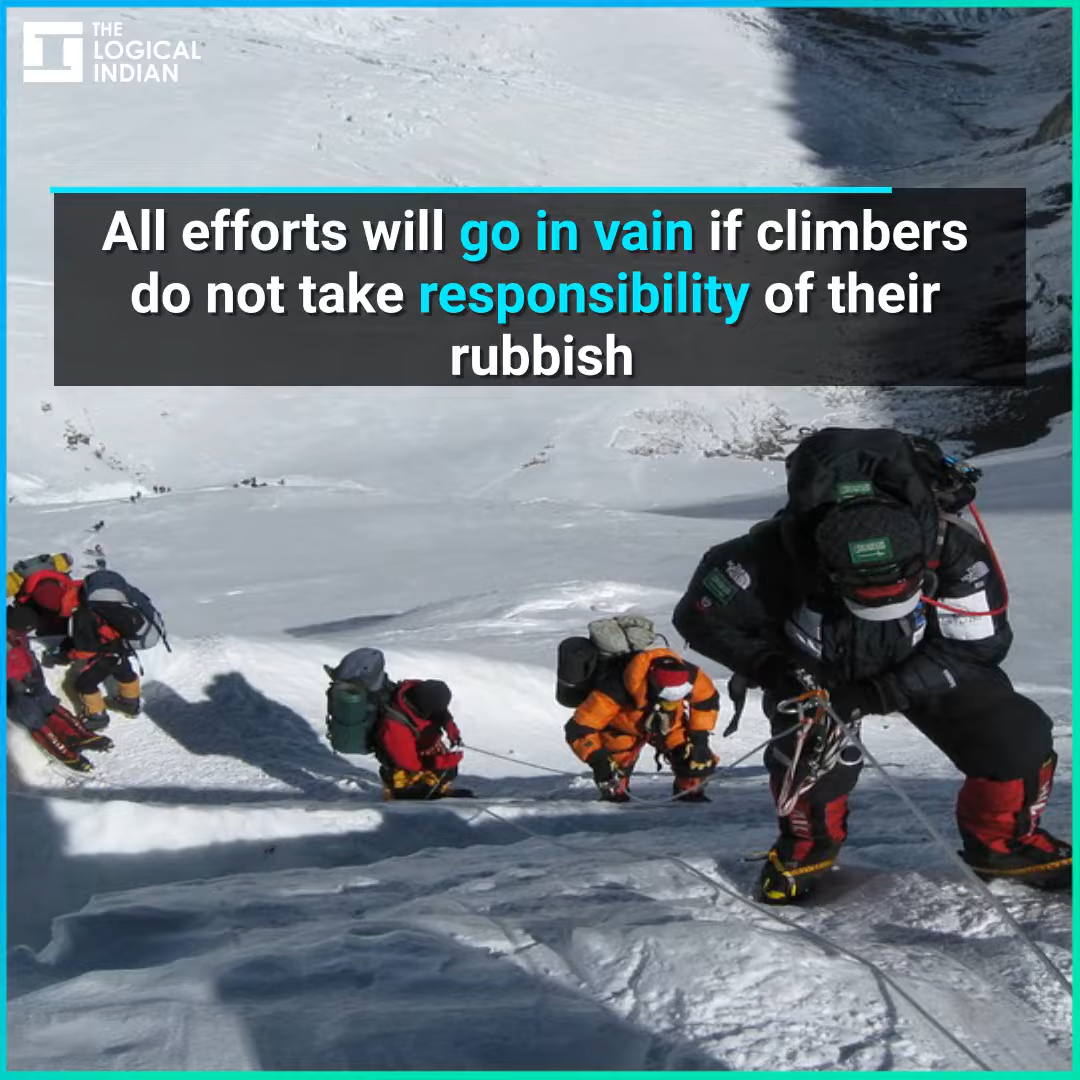 THE
LOGICAL
INDIAN
All efforts will go in vain if climbers
do not take responsibility of their
rubbish